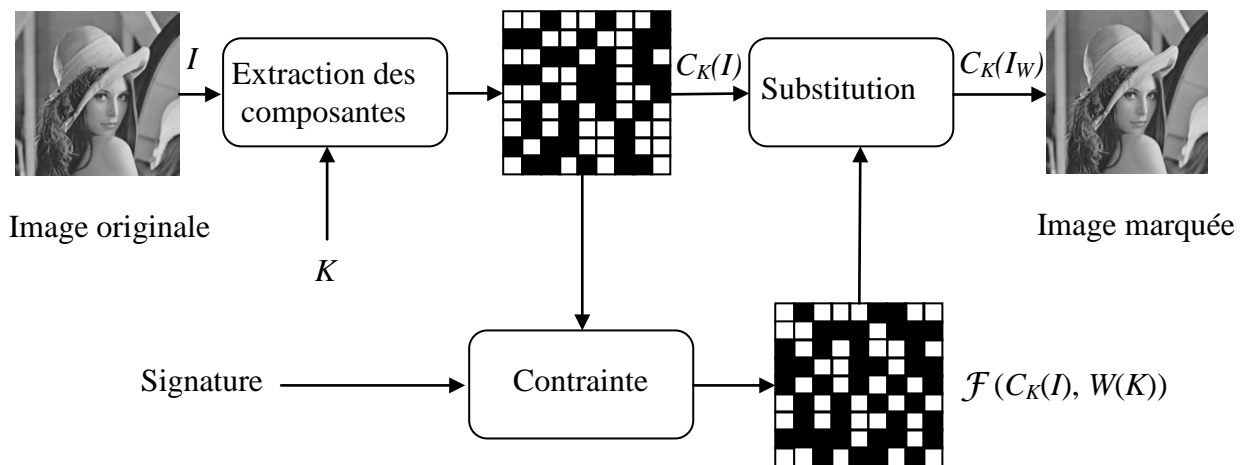 I
Extraction des
composantes
C_K(I)
Substitution
C_K(I_W)
Image originale
Image marquée
K
Signature
Contrainte
ℱ (C_K(I), W(K))